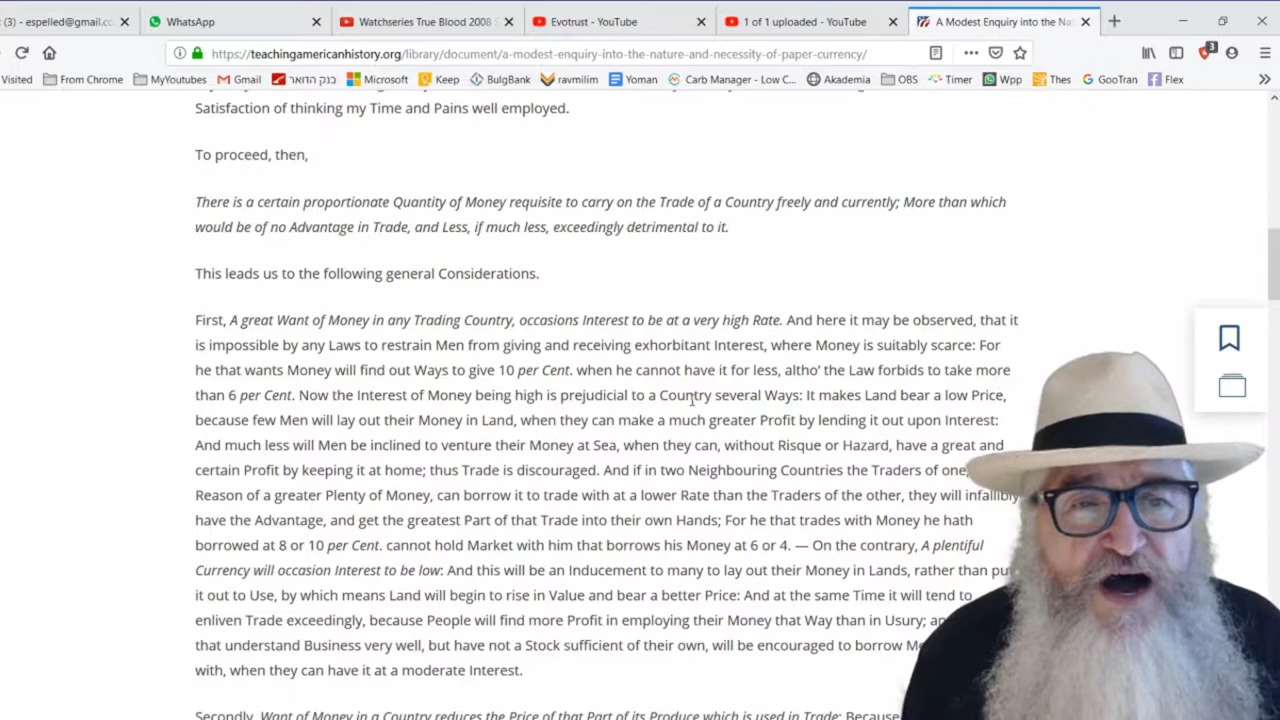 (3) - espelled@gmail.co
WhatsApp
Watchseries True Blood 2008 S
Evotrust - YouTube
1 of 1 uploaded - YouTube
A Modest Enquiry into the Na
https://teachingamericanhistory.org/library/document/a-modest-enquiry-into-the-nature-and-necessity-of-paper-currency/
3
Visited From Chrome MyYoutubes Gmail בנק הדואר Microsoft Keep BulgBank ravmilim Yoman Carb Manager - Low C... Akademia OBS Timer Wpp Thes GooTran Flex
Satisfaction of thinking my Time and Pains well employed.
To proceed, then,
There is a certain proportionate Quantity of Money requisite to carry on the Trade of a Country freely and currently; More than which
would be of no Advantage in Trade, and Less, if much less, exceedingly detrimental to it.
This leads us to the following general Considerations.
First, A great Want of Money in any Trading Country, occasions Interest to be at a very high Rate. And here it may be observed, that it
is impossible by any Laws to restrain Men from giving and receiving exhorbitant Interest, where Money is suitably scarce: For
he that wants Money will find out Ways to give 10 per Cent. when he cannot have it for less, altho' the Law forbids to take more
than 6 per Cent. Now the Interest of Money being high is prejudicial to a Country several Ways: It makes Land bear a low Price,
because few Men will lay out their Money in Land, when they can make a much greater Profit by lending it out upon Interest:
And much less will Men be inclined to venture their Money at Sea, when they can, without Risque or Hazard, have a great and
certain Profit by keeping it at home; thus Trade is discouraged. And if in two Neighbouring Countries the Traders of one,
Reason of a greater Plenty of Money, can borrow it to trade with at a lower Rate than the Traders of the other, they will infallibly
have the Advantage, and get the greatest Part of that Trade into their own Hands; For he that trades with Money he hath
borrowed at 8 or 10 per Cent. cannot hold Market with him that borrows his Money at 6 or 4. — On the contrary, A plentiful
Currency will occasion Interest to be low: And this will be an Inducement to many to lay out their Money in Lands, rather than pu
it out to Use, by which means Land will begin to rise in Value and bear a better Price: And at the same Time it will tend to
enliven Trade exceedingly, because People will find more Profit in employing their Money that Way than in Usury; a
that understand Business very well, but have not a Stock sufficient of their own, will be encouraged to borrow M
with, when they can have it at a moderate Interest.
Secondly, Want of Money in a Country reduces the Price of that Part of its Produce which is used in Trade: Because